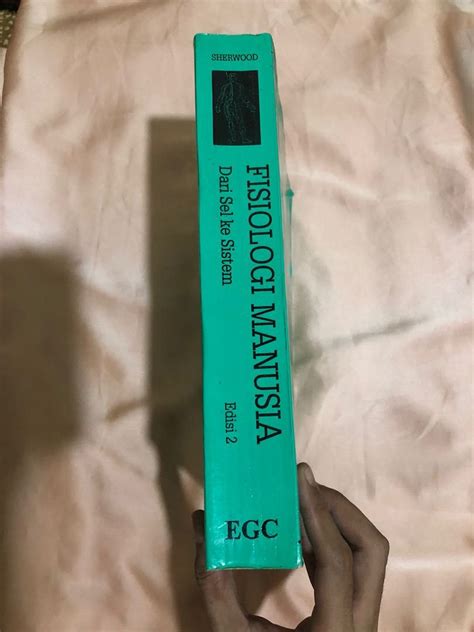 SHERWOOD
FISIOLOGI MANUSIA
Dari Sel ke Sistem
Edisi 2
EGC